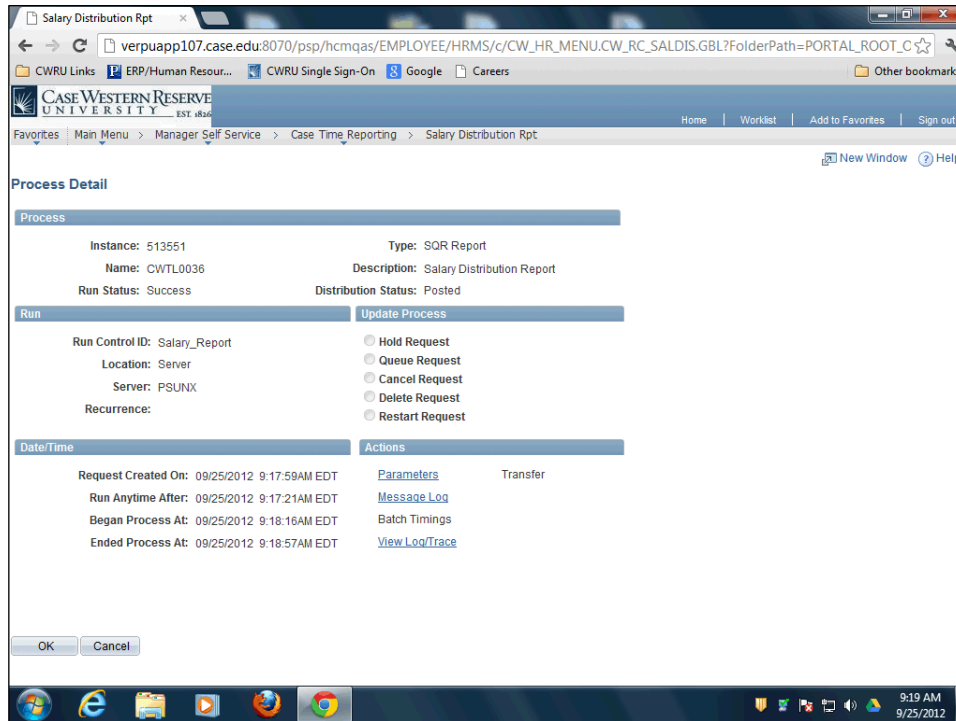 Salary Distribution Rpt
verpuapp107.case.edu:8070/psp/hcmqas/EMPLOYEE/HRMS/c/CW_HR_MENU.CW_RC_SALDIS.GBL?FolderPath=PORTAL_ROOT_O
CWRU Links ERP/Human Resour... CWRU Single Sign-On Google Careers Other bookmark
CASE WESTERN RESERVE
UNIVERSITY EST. 1826
Home | Worklist | Add to Favorites | Sign out
Favorites Main Menu > Manager Self Service > Case Time Reporting > Salary Distribution Rpt
New Window ? Help
Process Detail
Process
Instance: 513551 Type: SQR Report
Name: CWTL0036 Description: Salary Distribution Report
Run Status: Success Distribution Status: Posted
Run Update Process
Run Control ID: Salary_Report Hold Request
Location: Server Queue Request
Server: PSUNX Cancel Request
Recurrence: Delete Request
Restart Request
Date/Time Actions
Request Created On: 09/25/2012 9:17:59AM EDT Parameters Transfer
Run Anytime After: 09/25/2012 9:17:21AM EDT Message Log
Began Process At: 09/25/2012 9:18:16AM EDT Batch Timings
Ended Process At: 09/25/2012 9:18:57AM EDT View Log/Trace
OK Cancel
9:19 AM
9/25/2012